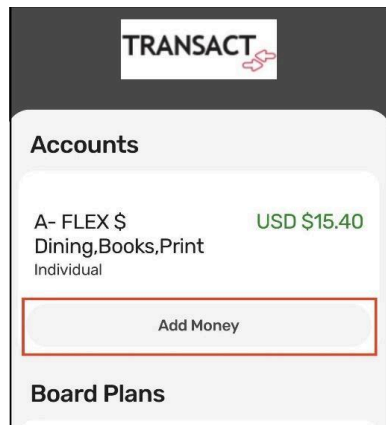 TRANSACT
Accounts
A- FLEX $ USD $15.40
Dining,Books,Print
Individual
Add Money
Board Plans